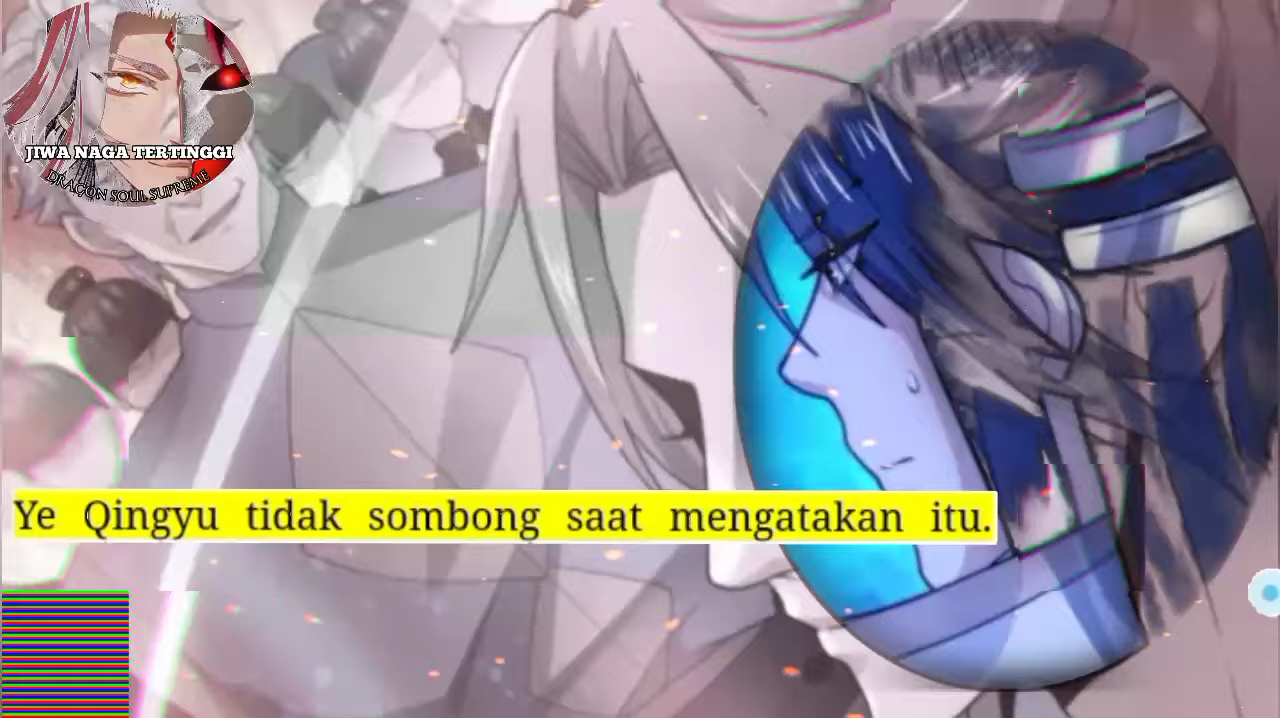 JIWA NAGA TERTINGGI
DRAGON SOUL SUPREME
Ye Qingyu tidak sombong saat mengatakan itu.